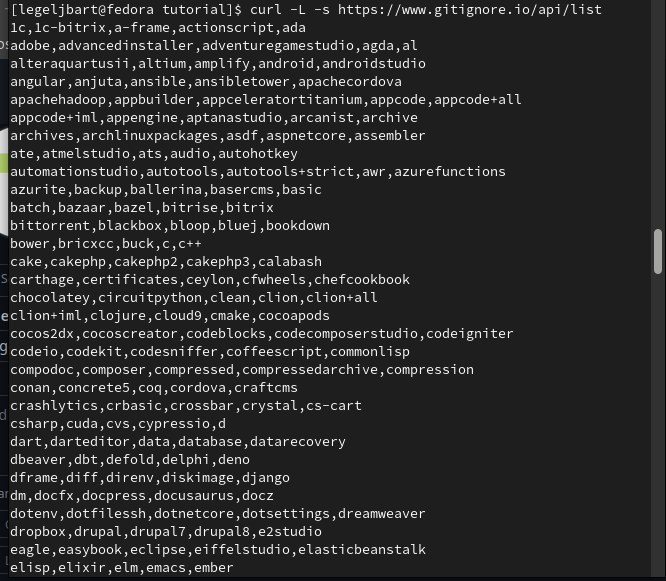 [legeljbart@fedora tutorial]$ curl -L -s https://www.gitignore.io/api/list
1c,1c-bitrix,a-frame,actionscript,ada
adobe,advancedinstaller,adventuregamestudio,agda,al
alteraquartusii,altium,amplify,android,androidstudio
angular,anjuta,ansible,ansibletower,apachecordova
apachehadoop,appbuilder,appceleratortitanium,appcode,appcode+all
appcode+iml,appengine,aptanastudio,arcanist,archive
archives,archlinuxpackages,asdf,aspnetcore,assembler
ate,atmelstudio,ats,audio,autohotkey
automationstudio,autotools,autotools+strict,awr,azurefunctions
azurite,backup,ballerina,basercms,basic
batch,bazaar,bazel,bitrise,bitrix
bittorrent,blackbox,bloop,bluej,bookdown
bower,bricxcc,buck,c,c++
cake,cakephp,cakephp2,cakephp3,calabash
carthage,certificates,ceylon,cfwheels,chefcookbook
chocolatey,circuitpython,clean,clion,clion+all
clion+iml,clojure,cloud9,cmake,cocoapods
cocos2dx,cocoscreator,codeblocks,codecomposerstudio,codeigniter
codeio,codekit,codesniffer,coffeescript,commonlisp
compodoc,composer,compressed,compressedarchive,compression
conan,concrete5,coq,cordova,craftcms
crashlytics,crbasic,crossbar,crystal,cs-cart
csharp,cuda,cvs,cypressio,d
dart,darteditor,data,database,datarecovery
dbeaver,dbt,defold,delphi,deno
dframe,diff,direnv,diskimage,django
dm,docfx,docpress,docusaurus,docz
dotenv,dotfilessh,dotnetcore,dotsettings,dreamweaver
dropbox,drupal,drupal7,drupal8,e2studio
eagle,easybook,eclipse,eiffelstudio,elasticbeanstalk
elisp,elixir,elm,emacs,ember